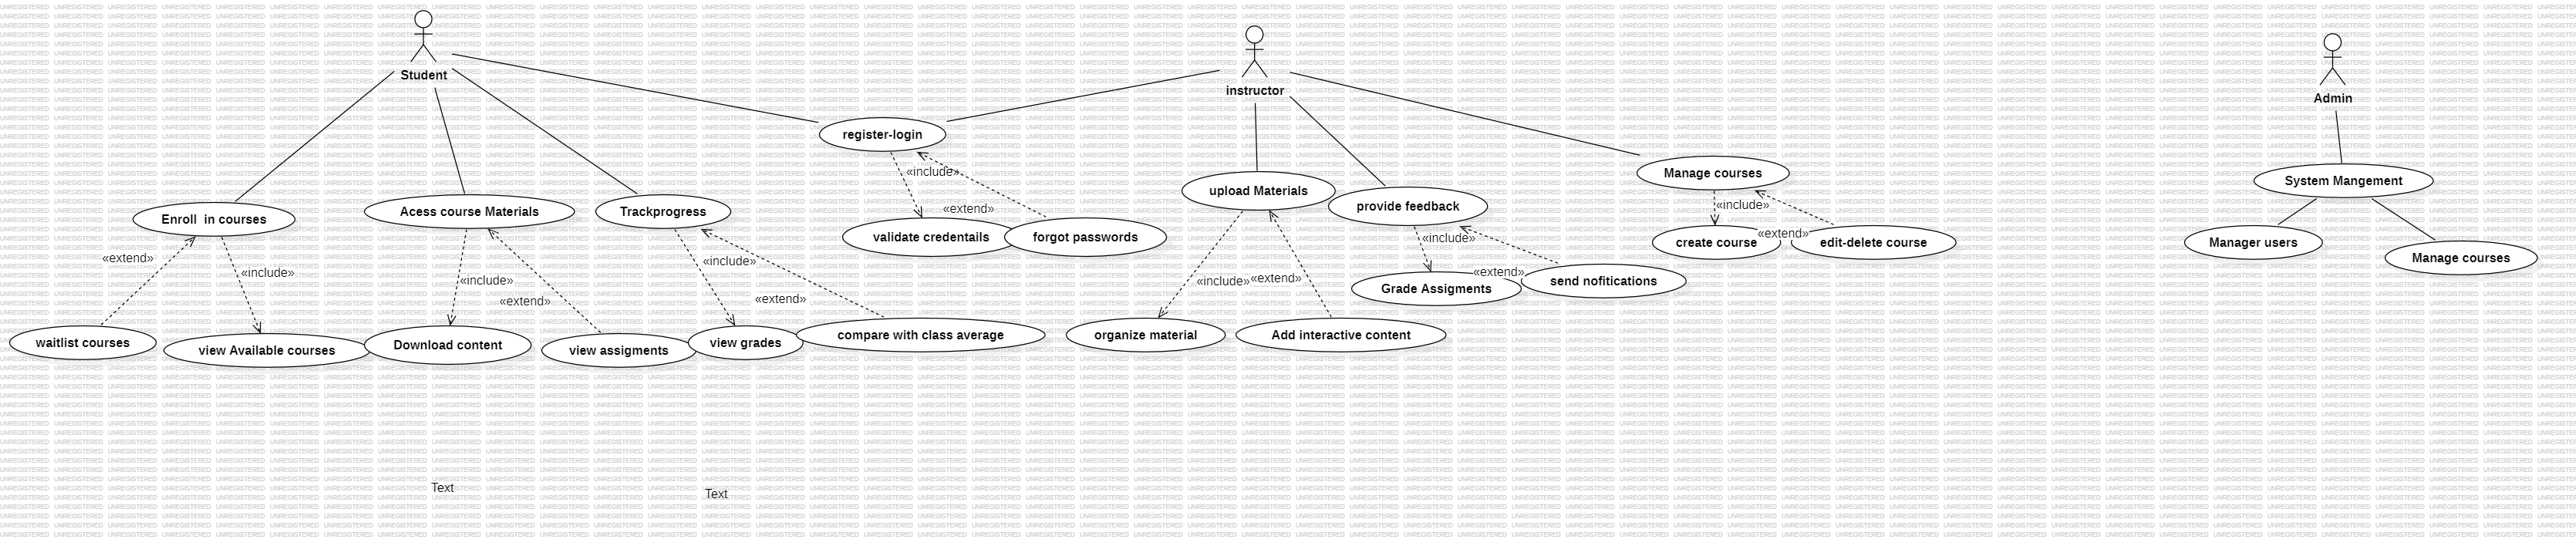 Student
instructor
Admin
register-login
«include»
«extend»
validate credentails
forgot passwords
Enroll  in courses
Acess course Materials
Trackprogress
«extend»
«include»
«include»
«extend»
«include»
«extend»
waitlist courses
view Available courses
Download content
view assigments
view grades
compare with class average
upload Materials
provide feedback
Manage courses
«include»
«extend»
«include»
«extend»
«include»
«extend»
organize material
Add interactive content
Grade Assigments
send nofitications
create course
edit-delete course
System Mangement
Manager users
Manage courses
Text
Text
UNREGISTERED